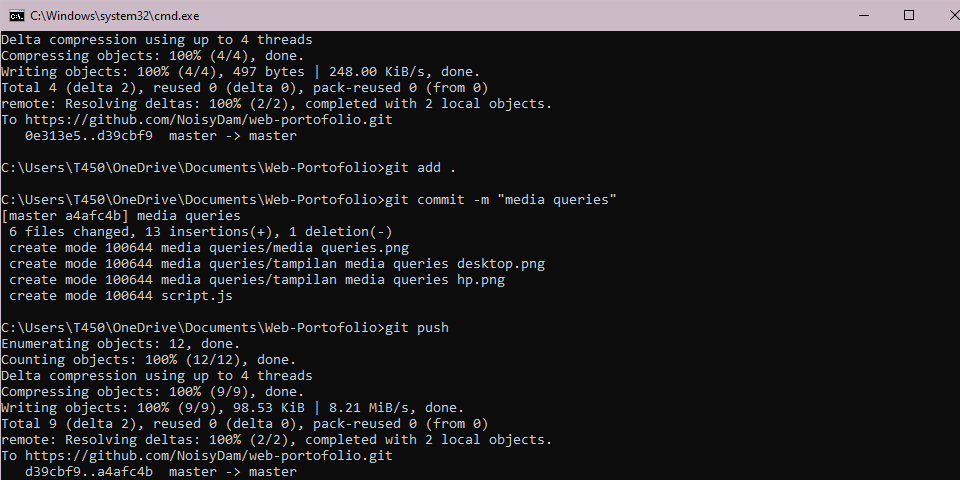 C:\Windows\system32\cmd.exe
Delta compression using up to 4 threads
Compressing objects: 100% (4/4), done.
Writing objects: 100% (4/4), 497 bytes | 248.00 KiB/s, done.
Total 4 (delta 2), reused 0 (delta 0), pack-reused 0 (from 0)
remote: Resolving deltas: 100% (2/2), completed with 2 local objects.
To https://github.com/NoisyDam/web-portofolio.git
   0e313e5..d39cbf9  master -> master
C:\Users\T450\OneDrive\Documents\Web-Portofolio>git add .
C:\Users\T450\OneDrive\Documents\Web-Portofolio>git commit -m "media queries"
[master a4afc4b] media queries
 6 files changed, 13 insertions(+), 1 deletion(-)
 create mode 100644 media queries/media queries.png
 create mode 100644 media queries/tampilan media queries desktop.png
 create mode 100644 media queries/tampilan media queries hp.png
 create mode 100644 script.js
C:\Users\T450\OneDrive\Documents\Web-Portofolio>git push
Enumerating objects: 12, done.
Counting objects: 100% (12/12), done.
Delta compression using up to 4 threads
Compressing objects: 100% (9/9), done.
Writing objects: 100% (9/9), 98.53 KiB | 8.21 MiB/s, done.
Total 9 (delta 2), reused 0 (delta 0), pack-reused 0 (from 0)
remote: Resolving deltas: 100% (2/2), completed with 2 local objects.
To https://github.com/NoisyDam/web-portofolio.git
   d39cbf9..a4afc4b  master -> master